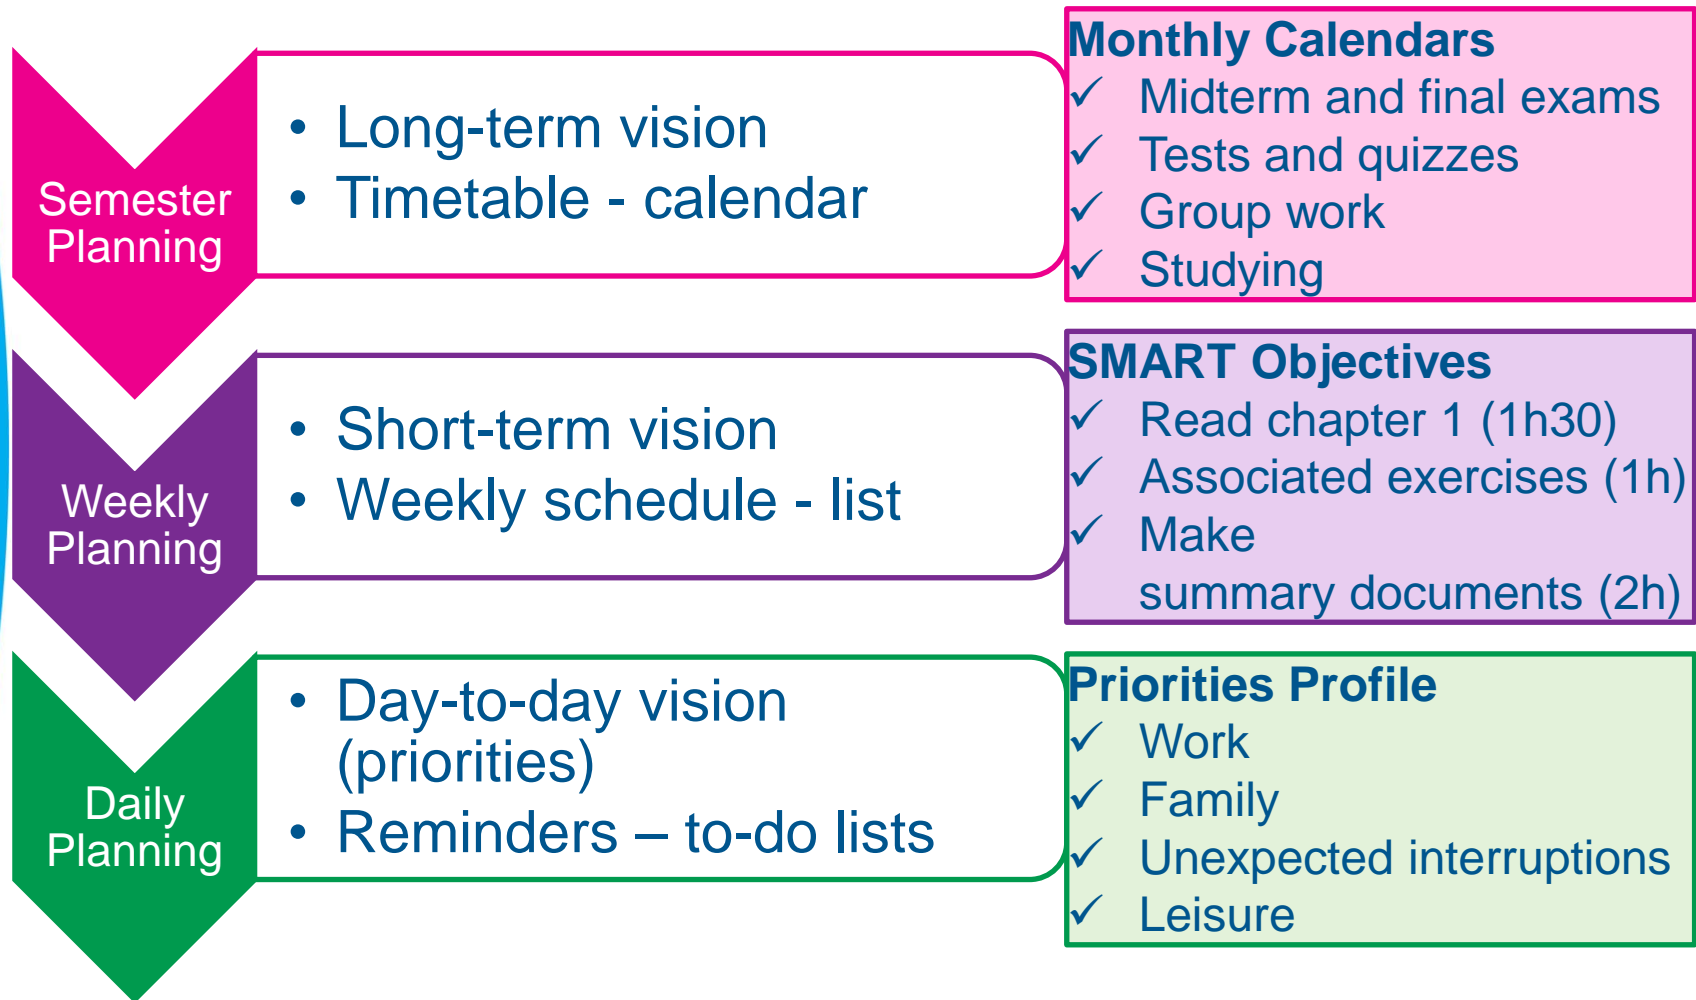 Semester
Planning
• Long-term vision
• Timetable - calendar
Monthly Calendars
✓ Midterm and final exams
✓ Tests and quizzes
✓ Group work
✓ Studying
Weekly
Planning
• Short-term vision
• Weekly schedule - list
SMART Objectives
✓ Read chapter 1 (1h30)
✓ Associated exercises (1h)
✓ Make
summary documents (2h)
Daily
Planning
• Day-to-day vision
(priorities)
• Reminders – to-do lists
Priorities Profile
✓ Work
✓ Family
✓ Unexpected interruptions
✓ Leisure